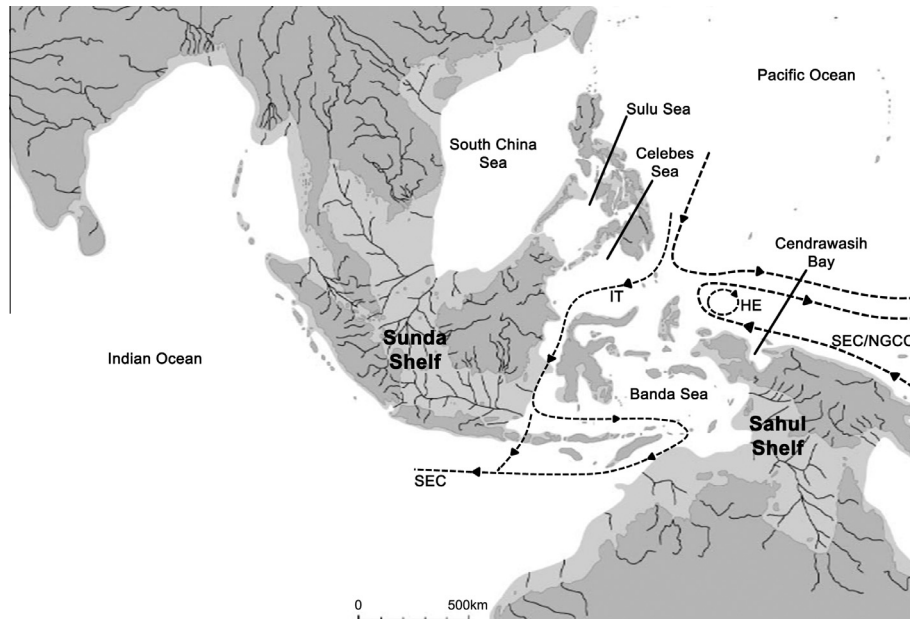 Pacific Ocean
Sulu Sea
South China
Sea
Celebes
Sea
Cendrawasih
Bay
IT
HE
SEC/NGCC
Indian Ocean
Sunda
Shelf
Banda Sea
Sahul
Shelf
SEC
0 500km